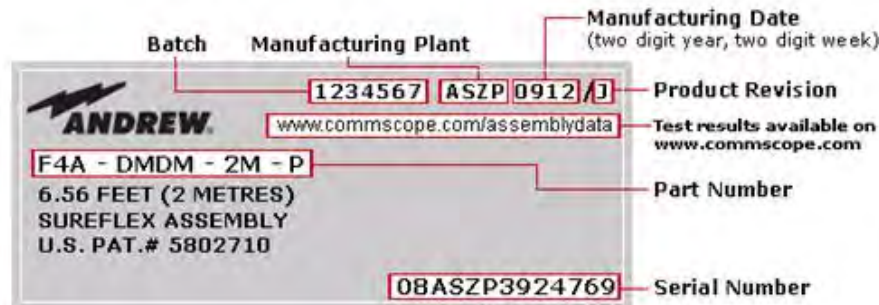 Manufacturing Date
(two digit year, two digit week)
Batch Manufacturing Plant
1234567 ASZP 0912 /J Product Revision
ANDREW.
www.commscope.com/assemblydata Test results available on
www.commscope.com
F4A - DMDM - 2M - P
Part Number
6.56 FEET (2 METRES)
SUREFLEX ASSEMBLY
U.S. PAT.# 5802710
08ASZP3924769 Serial Number